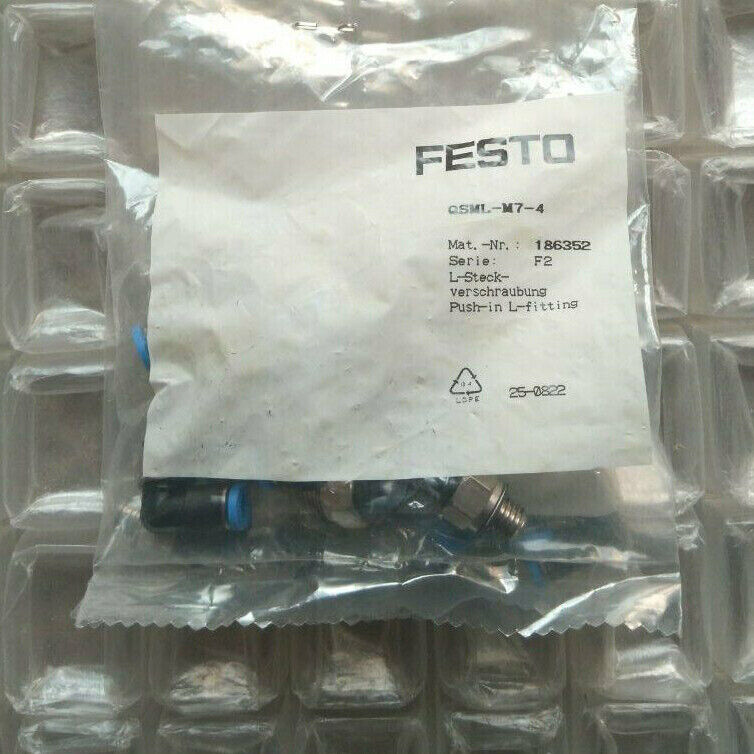 FESTO
QSML-M7-4
Mat.-Nr.: 186352
Serie: F2
L-Steck-
verschraubung
Push-in L-fitting
04
LDPE
25-0822